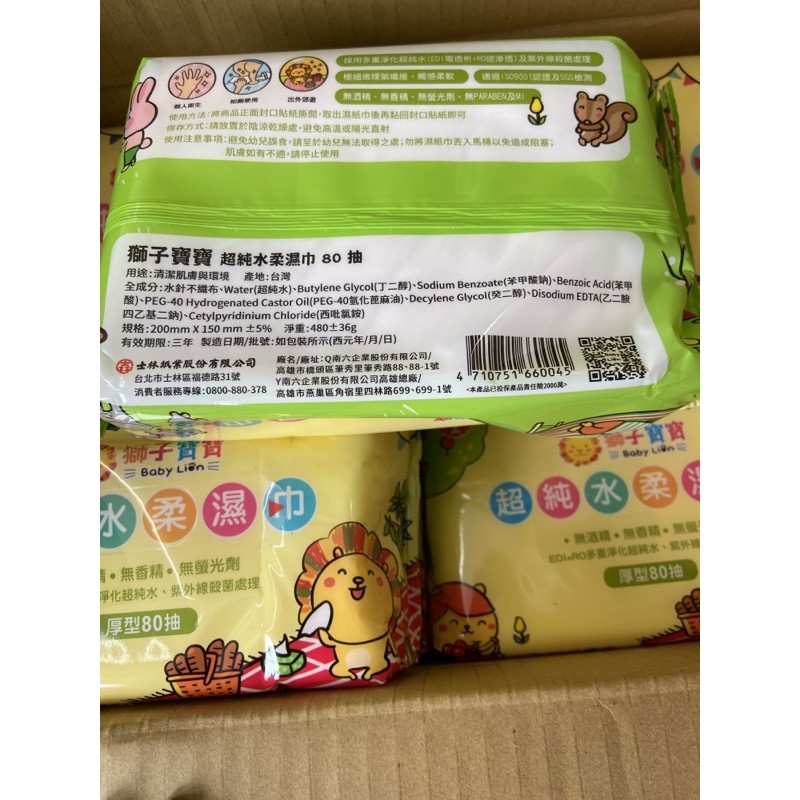 採用多重淨化超純水(EDI電透析+RO逆滲透)及紫外線殺菌處理
極細緻嫘縈纖維，觸感柔軟
通過ISO9001認證及SGS檢測
無酒精、無香精、無螢光劑、無PARABEN及MI
個人衛生
如廁使用
出外郊遊
使用方法:將商品正面封口貼紙撕開，取出濕紙巾後再黏回封口貼紙即可
保存方式:請放置於陰涼乾燥處，避免高溫或陽光直射
使用注意事項:避免幼兒誤食，請至於幼兒無法取得之處;勿將濕紙巾丟入馬桶以免造成阻塞;
肌膚如有不適，請停止使用
獅子寶寶 超純水柔濕巾 80 抽
用途:清潔肌膚與環境 產地:台灣
全成分:水針不織布、Water(超純水)、Butylene Glycol(丁二醇)、Sodium Benzoate(苯甲酸鈉)、Benzoic Acid(苯甲
酸)、PEG-40 Hydrogenated Castor Oil(PEG-40氫化蓖麻油)、Decylene Glycol(癸二醇)、Disodium EDTA(乙二胺
四乙基二鈉)、Cetylpyridinium Chloride(西吡氯銨)
規格:200mm X 150 mm ±5% 淨重:480±36g
有效期限:三年 製造日期/批號:如包裝所示(西元年/月/日)
士林紙業股份有限公司
台北市士林區福德路31號
消費者服務專線:0800-880-378
廠名/廠址:Q南六企業股份有限公司/
高雄市橋頭區筆秀里筆秀路88、88-1號
Y南六企業股份有限公司高雄總廠/
高雄市燕巢區角宿里四林路699、699-1號
4 710751 660045
<本產品已投保產品責任險2000萬>
獅子寶寶
Baby Lion
水柔濕巾
精•無香精•無螢光劑
淨化超純水、紫外線殺菌處理
厚型80抽
獅子寶寶
Baby Lion
超純水柔濕
•無酒精•無香精•無螢
EDI+RO多重淨化超純水、紫外線
厚型80抽